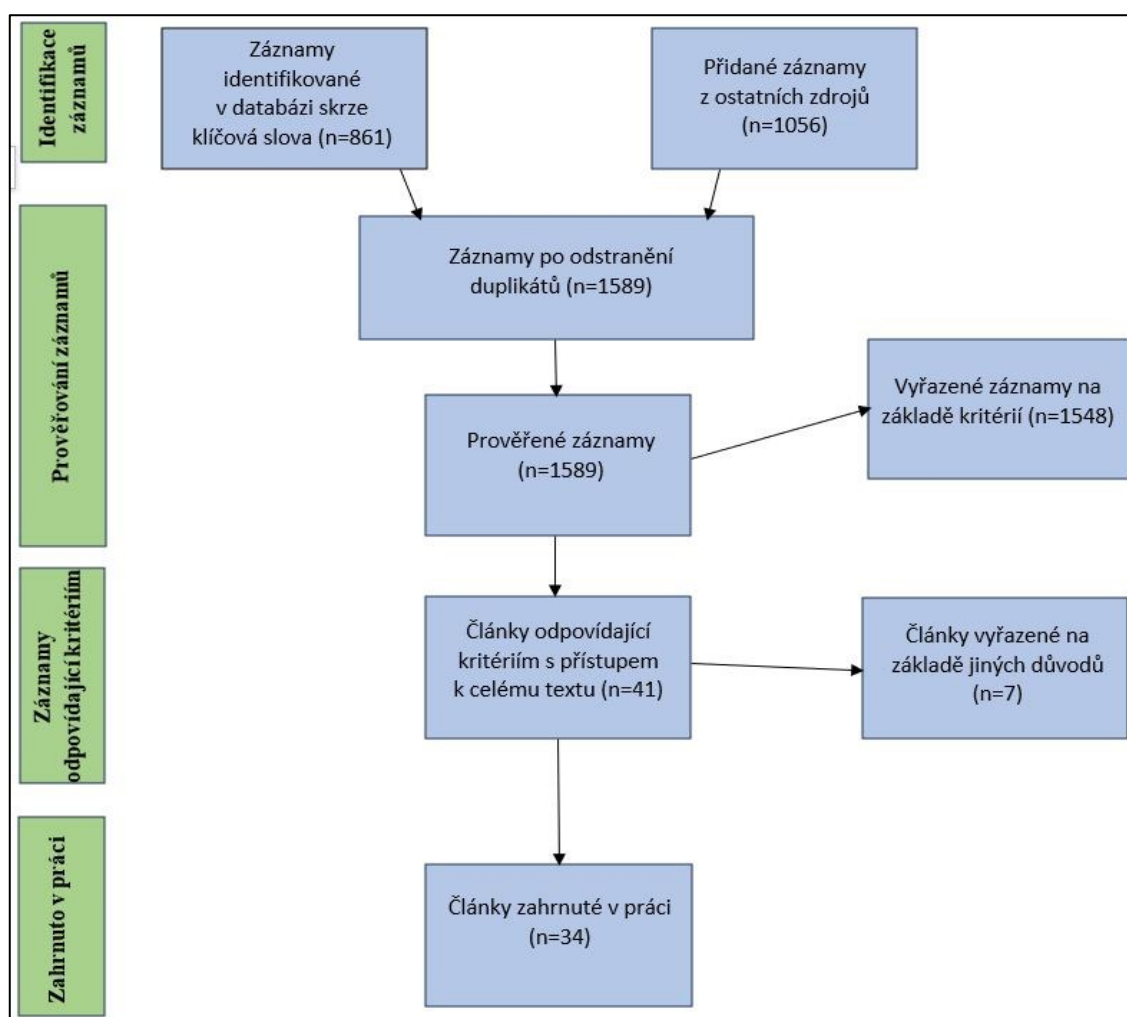 Identifikace
záznamů
Záznamy
identifikované
v databázi skrze
klíčová slova (n=861)
Přidané záznamy
z ostatních zdrojů
(n=1056)
Prověřování záznamů
Záznamy po odstranění
duplikátů (n=1589)
Prověřené záznamy
(n=1589)
Vyřazené záznamy na
základě kritérií (n=1548)
Záznamy
odpovídající kritériím
Články odpovídající
kritériím s přístupem
k celému textu (n=41)
Články vyřazené na
základě jiných důvodů
(n=7)
Zahrnuto v práci
Články zahrnuté v práci
(n=34)